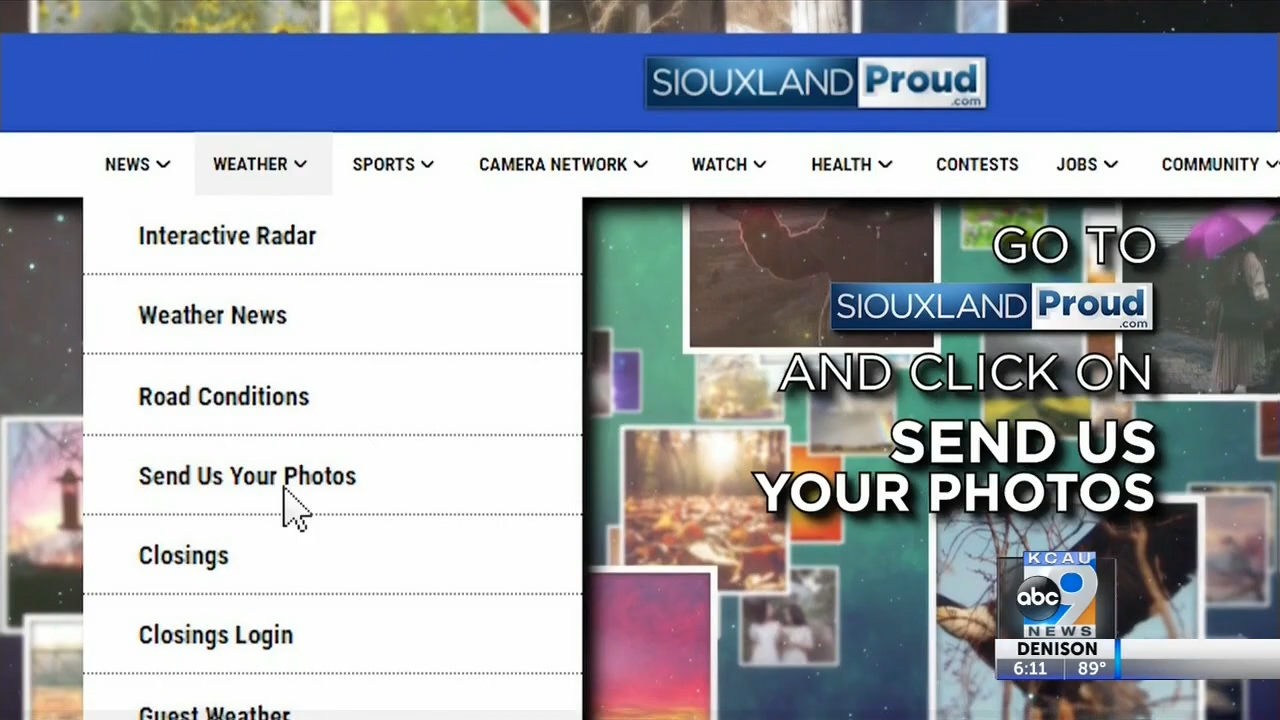 SIOUXLAND Proud
.com
NEWS WEATHER SPORTS CAMERA NETWORK WATCH HEALTH CONTESTS JOBS COMMUNITY
Interactive Radar
Weather News
Road Conditions
Send Us Your Photos
Closings
Closings Login
Guest Weather
GO TO
SIOUXLAND Proud
.com
AND CLICK ON
SEND US
YOUR PHOTOS
KCAU
abc 9
NEWS
DENISON
6:11 89°